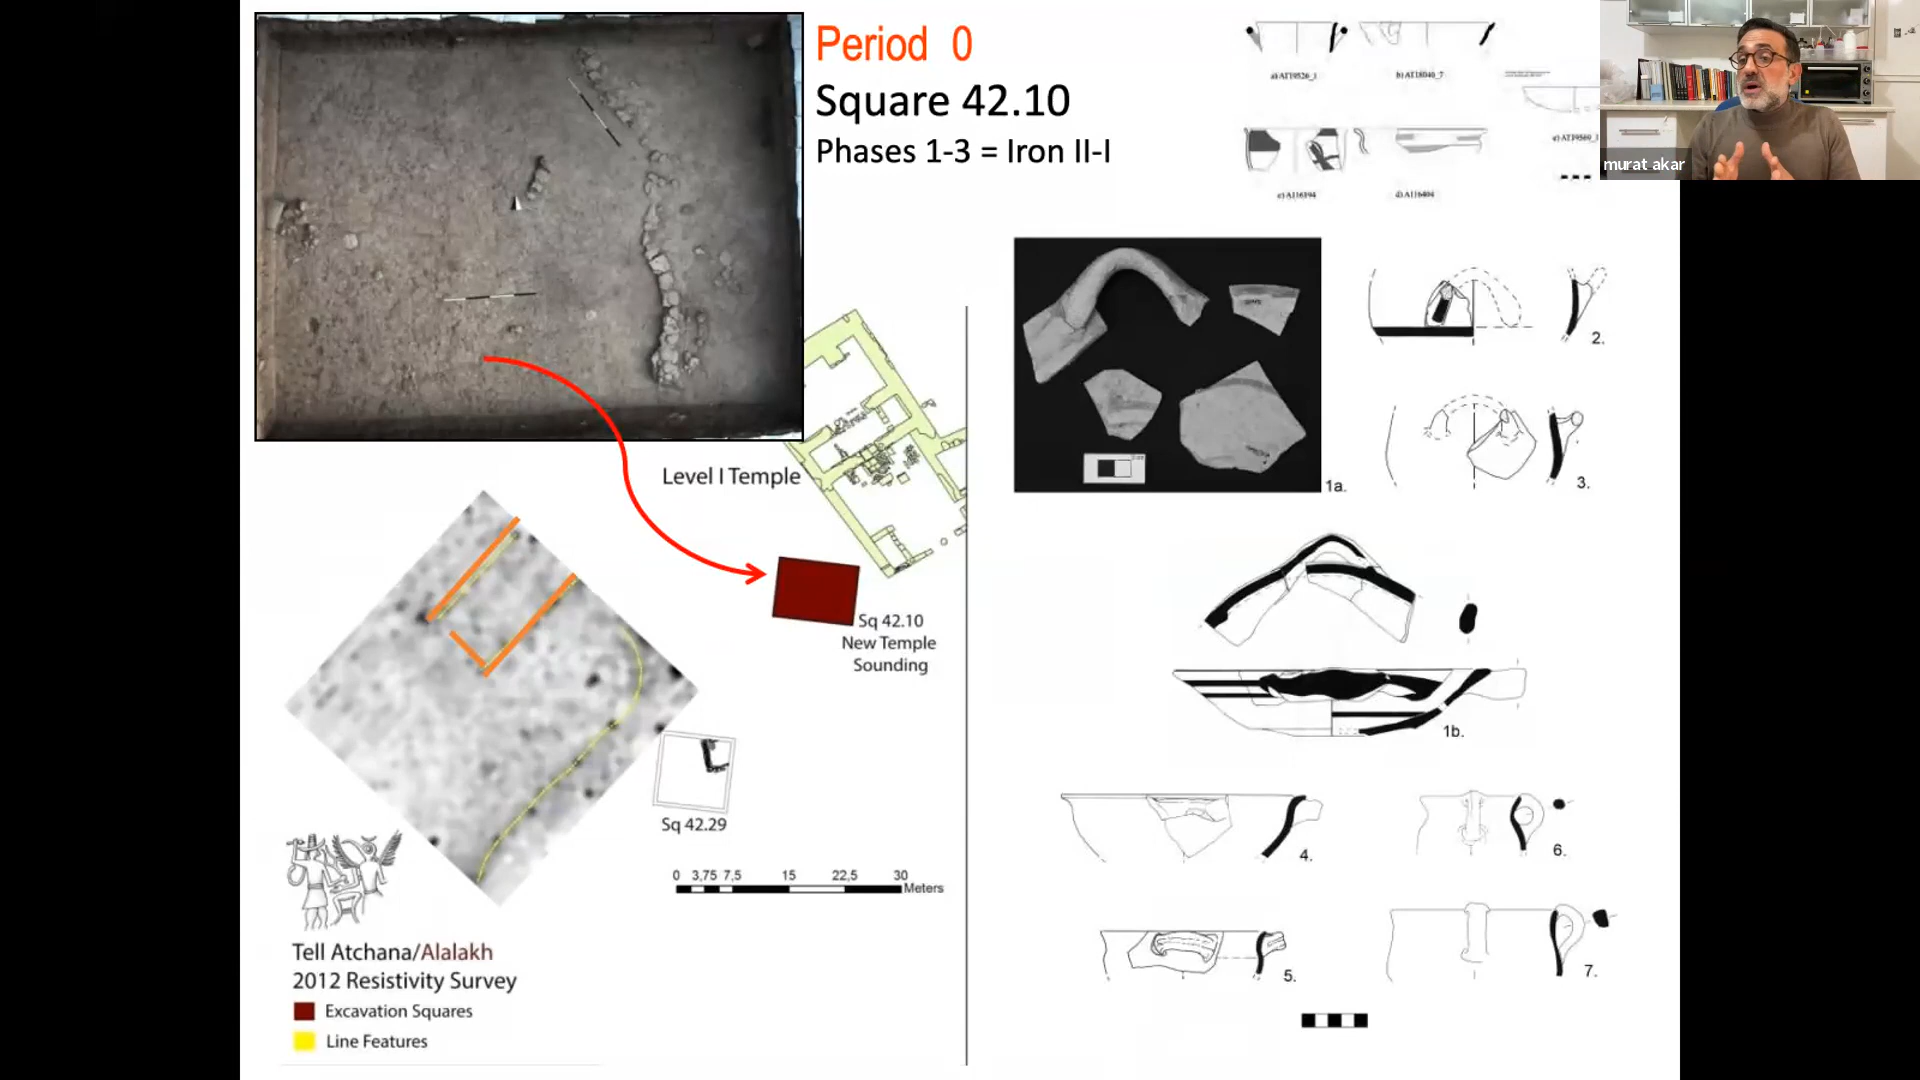 Period 0
Square 42.10
Phases 1-3 = Iron II-I
a) AT19526_1
b) AT18040_7
murat akar
1a.
2.
3.
Level I Temple
Sq 42.10
New Temple
Sounding
1b.
Sq 42.29
0 3,75 7,5 15 22,5 30
Meters
4.
6.
5.
7.
Tell Atchana/Alalakh
2012 Resistivity Survey
Excavation Squares
Line Features